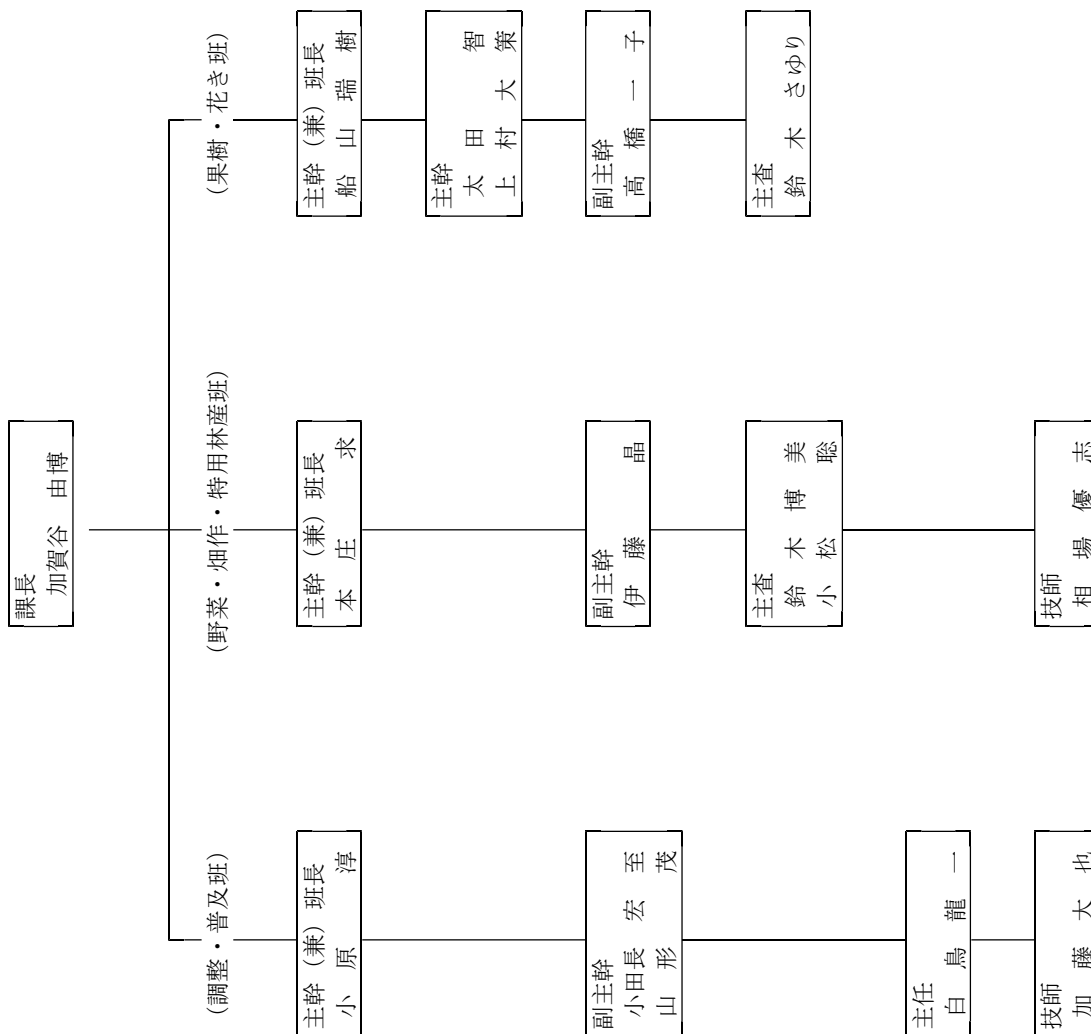 課長
加賀谷 由博
(調整・普及班)
主幹（兼）班長
小 原 淳
副主幹
小田長 宏 至
山 形 茂
主任
白 鳥 龍 一
技師
加 藤 大 也
(野菜・畑作・特用林産班)
主幹（兼）班長
本 庄 求
副主幹
伊 藤 晶
主査
鈴 木 博 美
小 松 聡
技師
相 場 優 志
(果樹・花き班)
主幹（兼）班長
船 山 瑞 樹
主幹
太 田 智
上 村 大 策
副主幹
高 橋 一 子
主査
鈴 木 さゆり